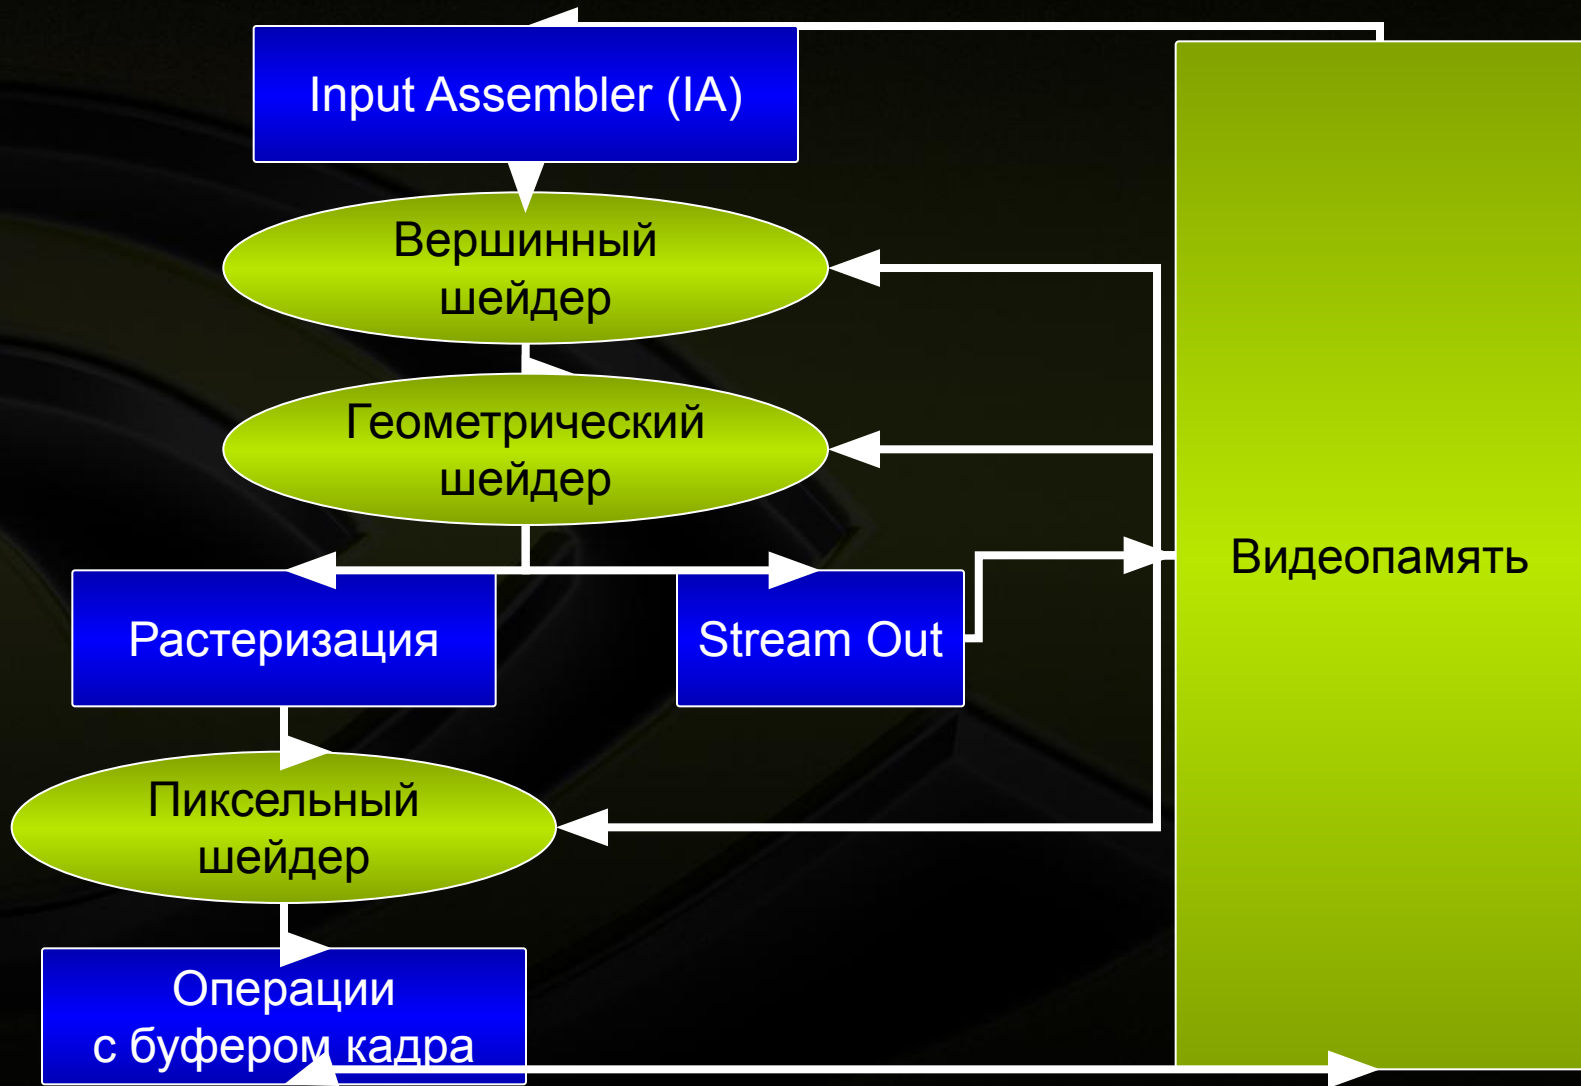 Input Assembler (IA)
Вершинный
шейдер
Геометрический
шейдер
Растеризация
Stream Out
Видеопамять
Пиксельный
шейдер
Операции
с буфером кадра